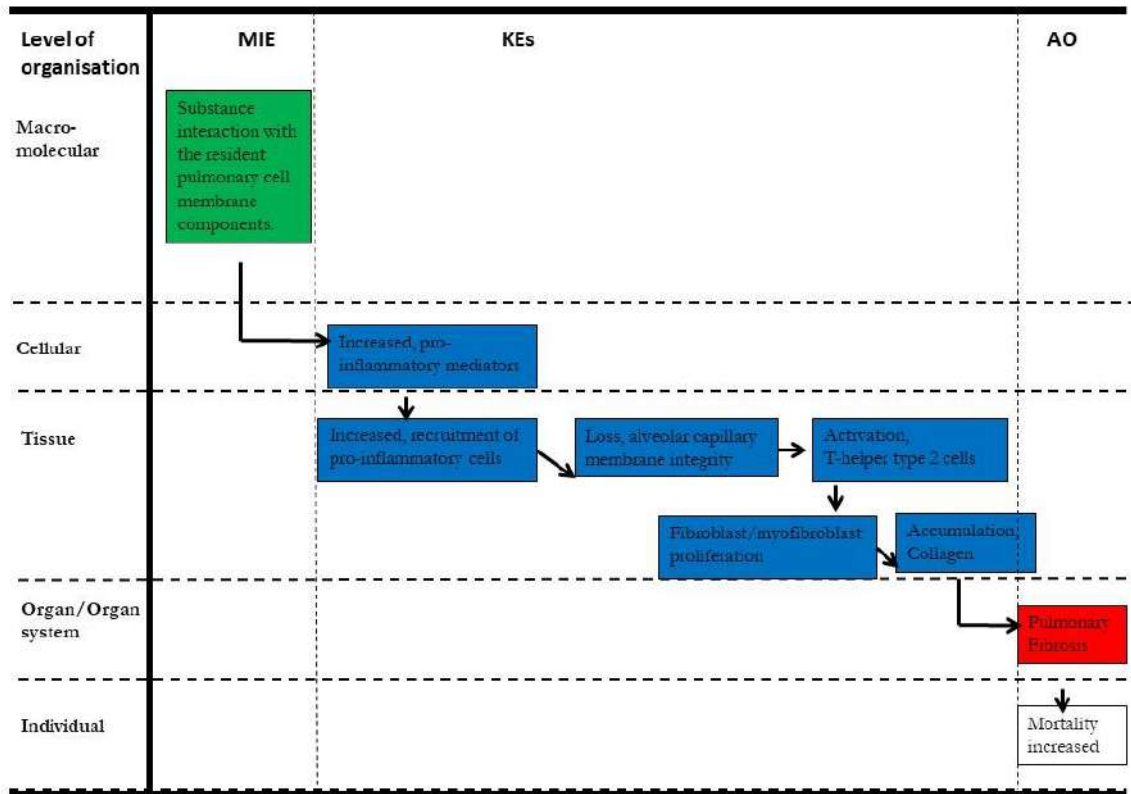 Level of
organisation
MIE
KEs
AO
Macro-
molecular
Substance
interaction with
the resident
pulmonary cell
membrane
components.
Cellular
Increased, pro-
inflammatory mediators
Tissue
Increased, recruitment of
pro-inflammatory cells
Loss, alveolar capillary
membrane integrity
Activation,
T-helper type 2 cells
Fibroblast/myofibroblast
proliferation
Accumulation,
Collagen
Organ/Organ
system
Pulmonary
Fibrosis
Individual
Mortality
increased